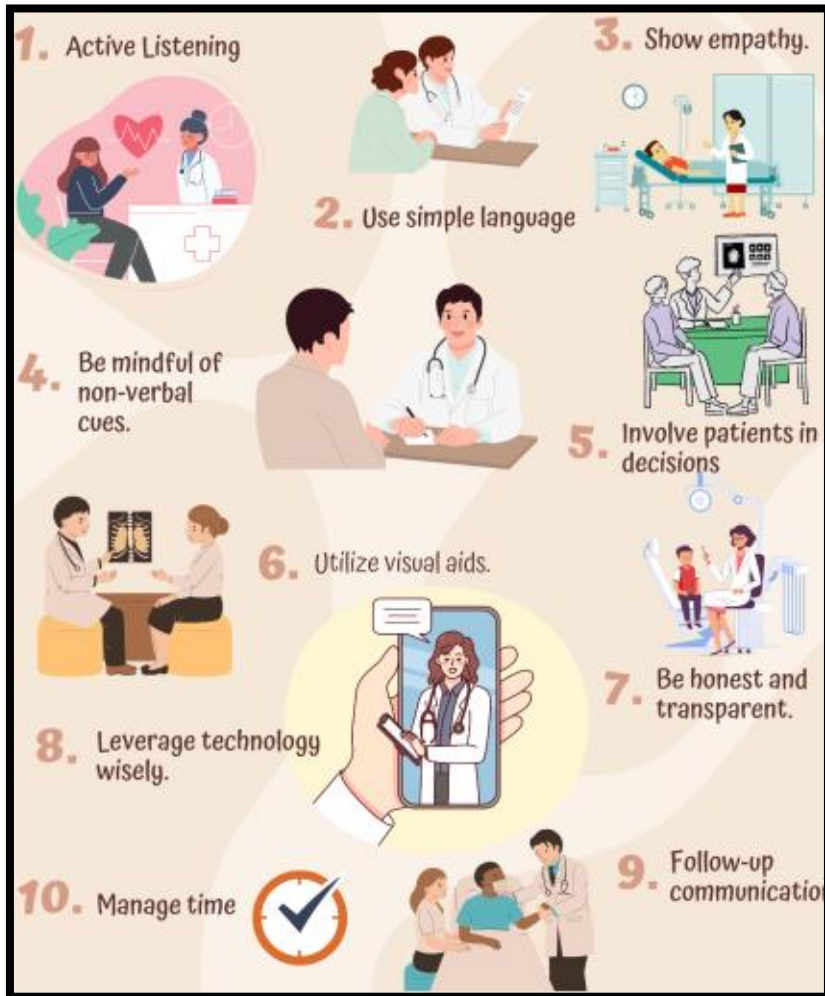 1. Active Listening
2. Use simple language
3. Show empathy.
4. Be mindful of
non-verbal
cues.
5. Involve patients in
decisions
6. Utilize visual aids.
7. Be honest and
transparent.
8. Leverage technology
wisely.
9. Follow-up
communication
10. Manage time